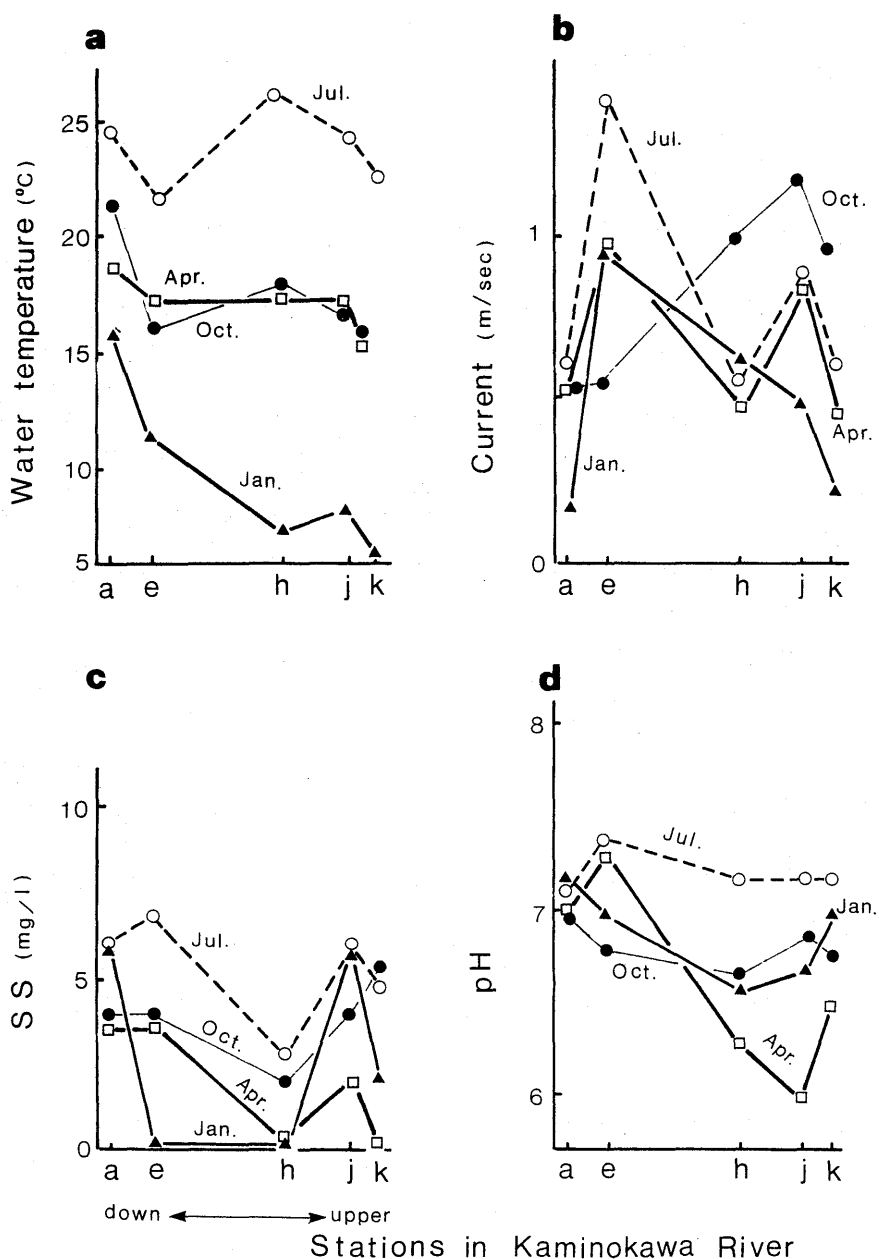 a
Water temperature (ºC)
25
20
15
10
5
Jul.
Apr.
Oct.
Jan.
a e h j k
b
Current (m/sec)
1
0
Jul.
Oct.
Jan.
Apr.
a e h j k
c
SS (mg/l)
10
5
0
Jul.
Oct.
Apr.
Jan.
a e h j k
down upper
d
pH
8
7
6
Jul.
Jan.
Oct.
Apr.
a e h j k
Stations in Kaminokawa River